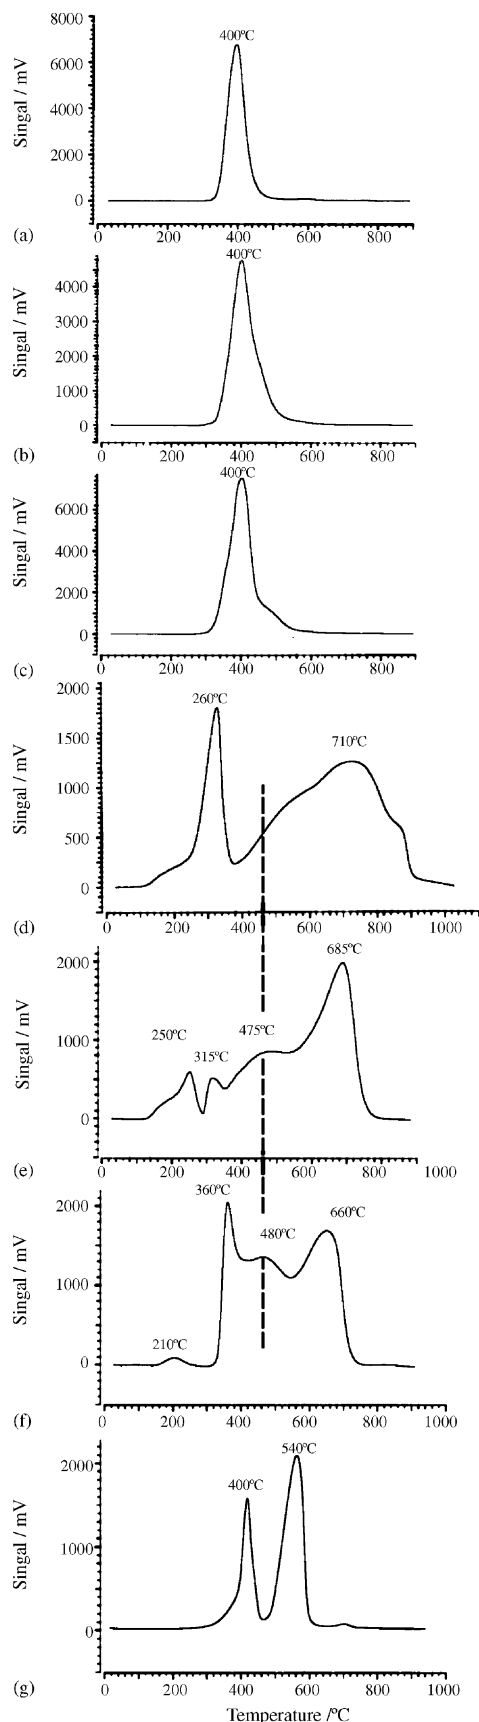 8000
400ºC
6000
4000
2000
0
Singal / mV
(a)
0 200 400 600 800
400ºC
4000
3000
2000
1000
0
Singal / mV
(b)
0 200 400 600 800
400ºC
6000
4000
2000
0
Singal / mV
(c)
0 200 400 600 800
2000
260ºC
1500
710ºC
1000
500
0
Singal / mV
(d)
0 200 400 600 800 1000
685ºC
2000
250ºC
475ºC
315ºC
1000
0
Singal / mV
(e)
0 200 400 600 800 1000
360ºC
2000
660ºC
480ºC
1000
210ºC
0
Singal / mV
(f)
0 200 400 600 800 1000
540ºC
2000
400ºC
1000
0
Singal / mV
(g)
0 200 400 600 800 1000
Temperature /ºC